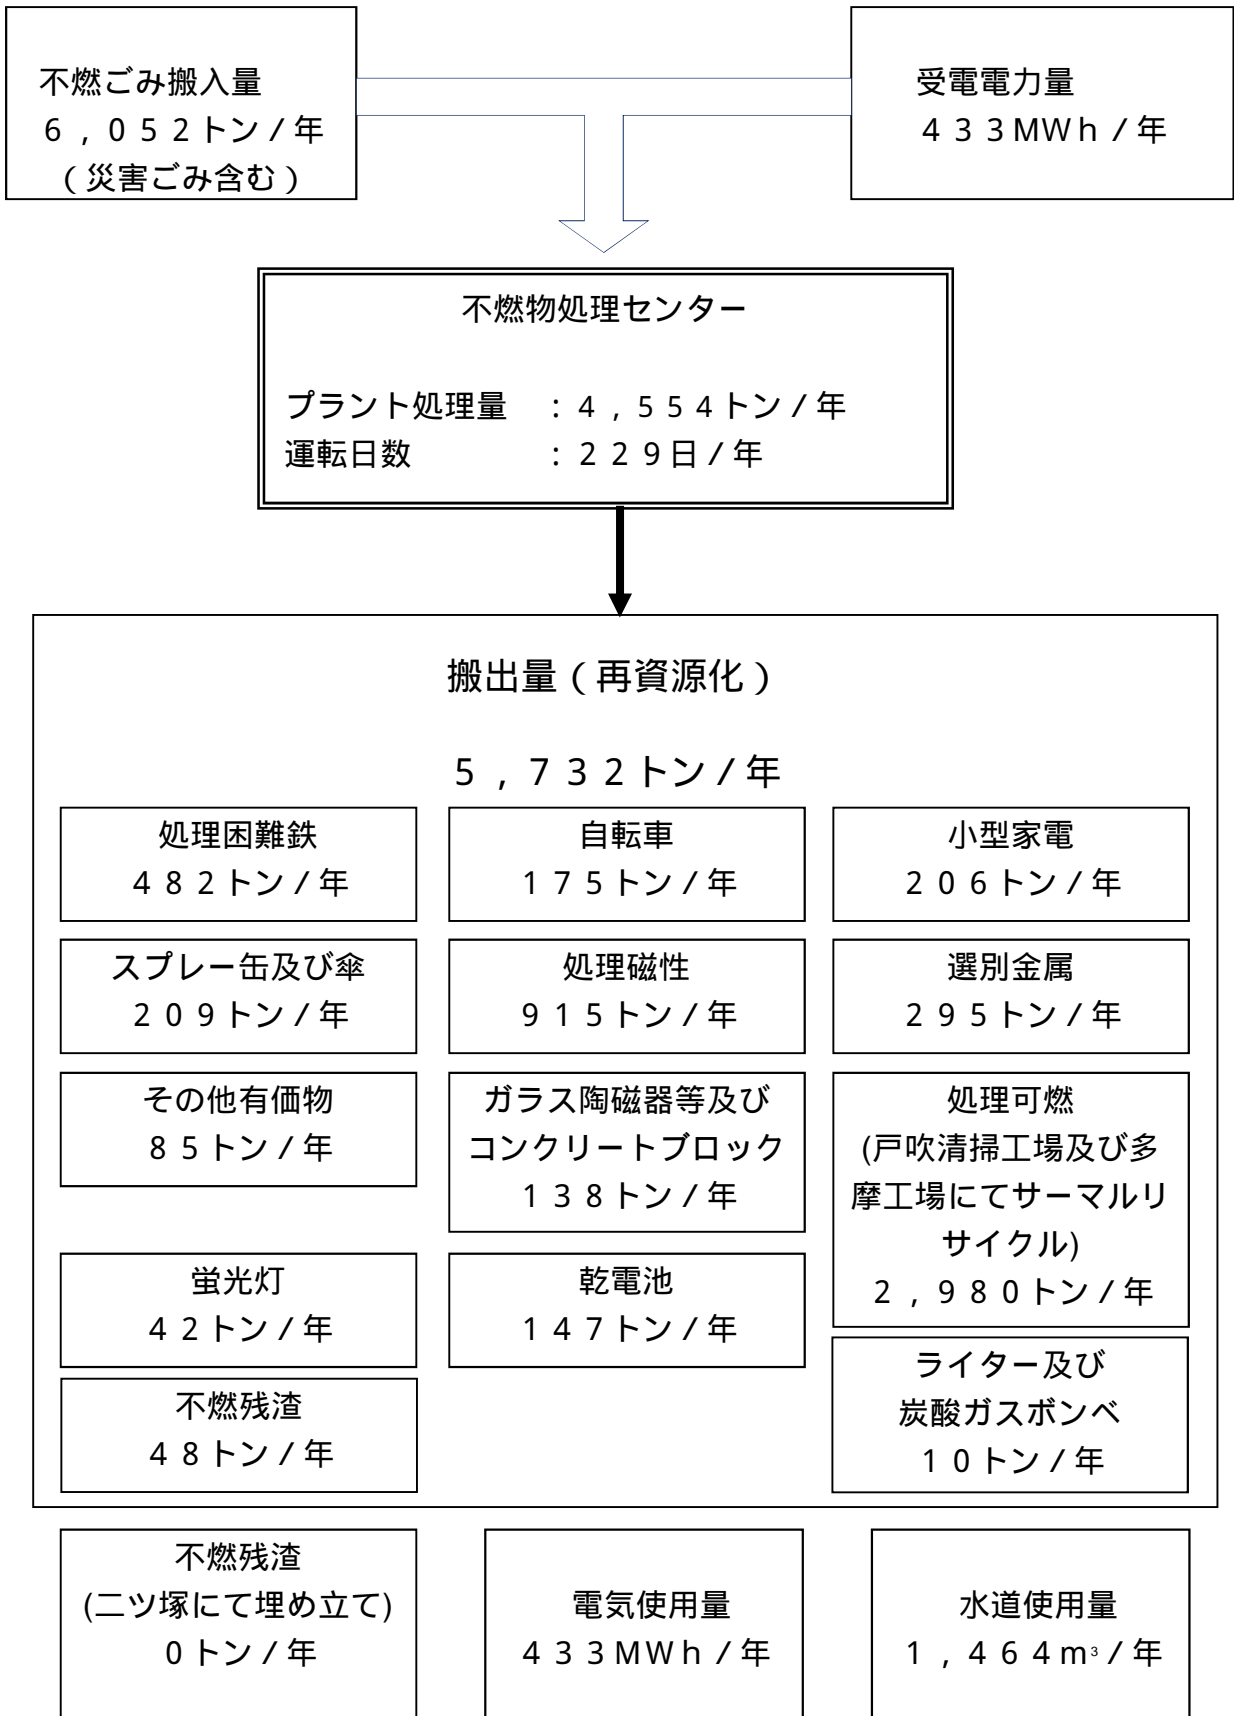 不燃ごみ搬入量
６，０５２トン／年
（災害ごみ含む）
受電電力量
４３３MWｈ／年
不燃物処理センター
プラント処理量　：４，５５４トン／年
運転日数　：２２９日／年
搬出量（再資源化）
５，７３２トン／年
処理困難鉄
４８２トン／年
自転車
１７５トン／年
小型家電
２０６トン／年
スプレー缶及び傘
２０９トン／年
処理磁性
９１５トン／年
選別金属
２９５トン／年
その他有価物
８５トン／年
ガラス陶磁器等及び
コンクリートブロック
１３８トン／年
処理可燃
(戸吹清掃工場及び多
摩工場にてサーマルリ
サイクル)
２，９８０トン／年
蛍光灯
４２トン／年
乾電池
１４７トン／年
ライター及び
炭酸ガスボンベ
１０トン／年
不燃残渣
４８トン／年
不燃残渣
(二ツ塚にて埋め立て)
０トン／年
電気使用量
４３３MWｈ／年
水道使用量
１，４６４ｍ³／年